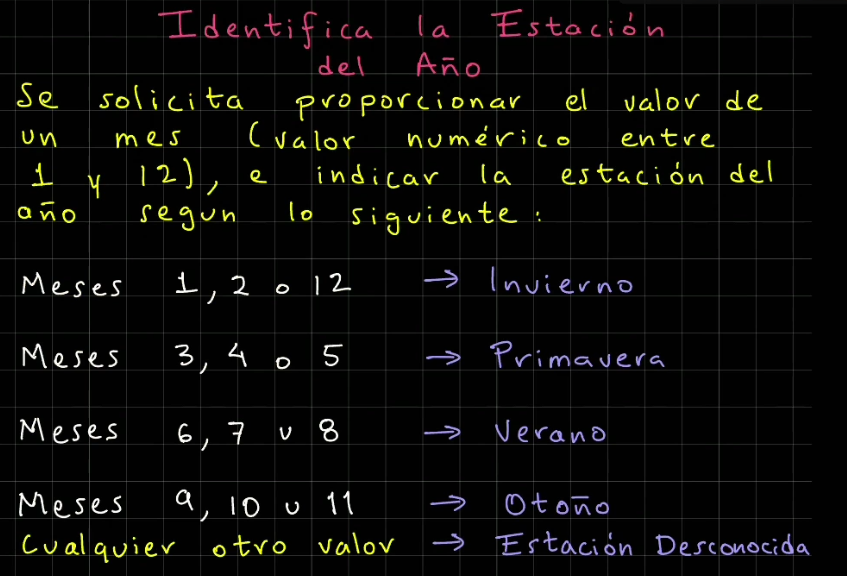 Identifica la Estación
del Año
Se solicita proporcionar el valor de
un mes (valor numérico entre
1 y 12), e indicar la estación del
año según lo siguiente:
Meses 1, 2 o 12 → Invierno
Meses 3, 4 o 5 → Primavera
Meses 6, 7 u 8 → Verano
Meses 9, 10 u 11 → Otoño
Cualquier otro valor → Estación Desconocida